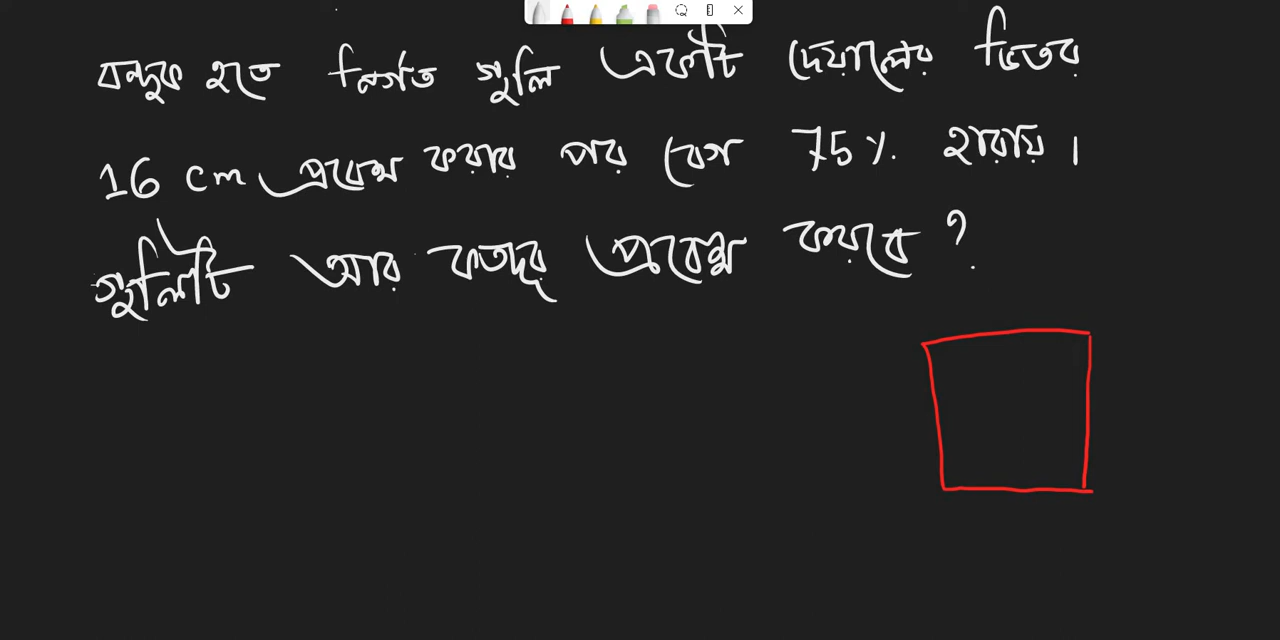 বন্দুক হতে নির্গত গুলি একটি দেয়ালের ভিতর
16 cm প্রবেশ করার পর বেগ 75%. হারায়।
গুলিটি আর কতদূর প্রবেশ করবে?